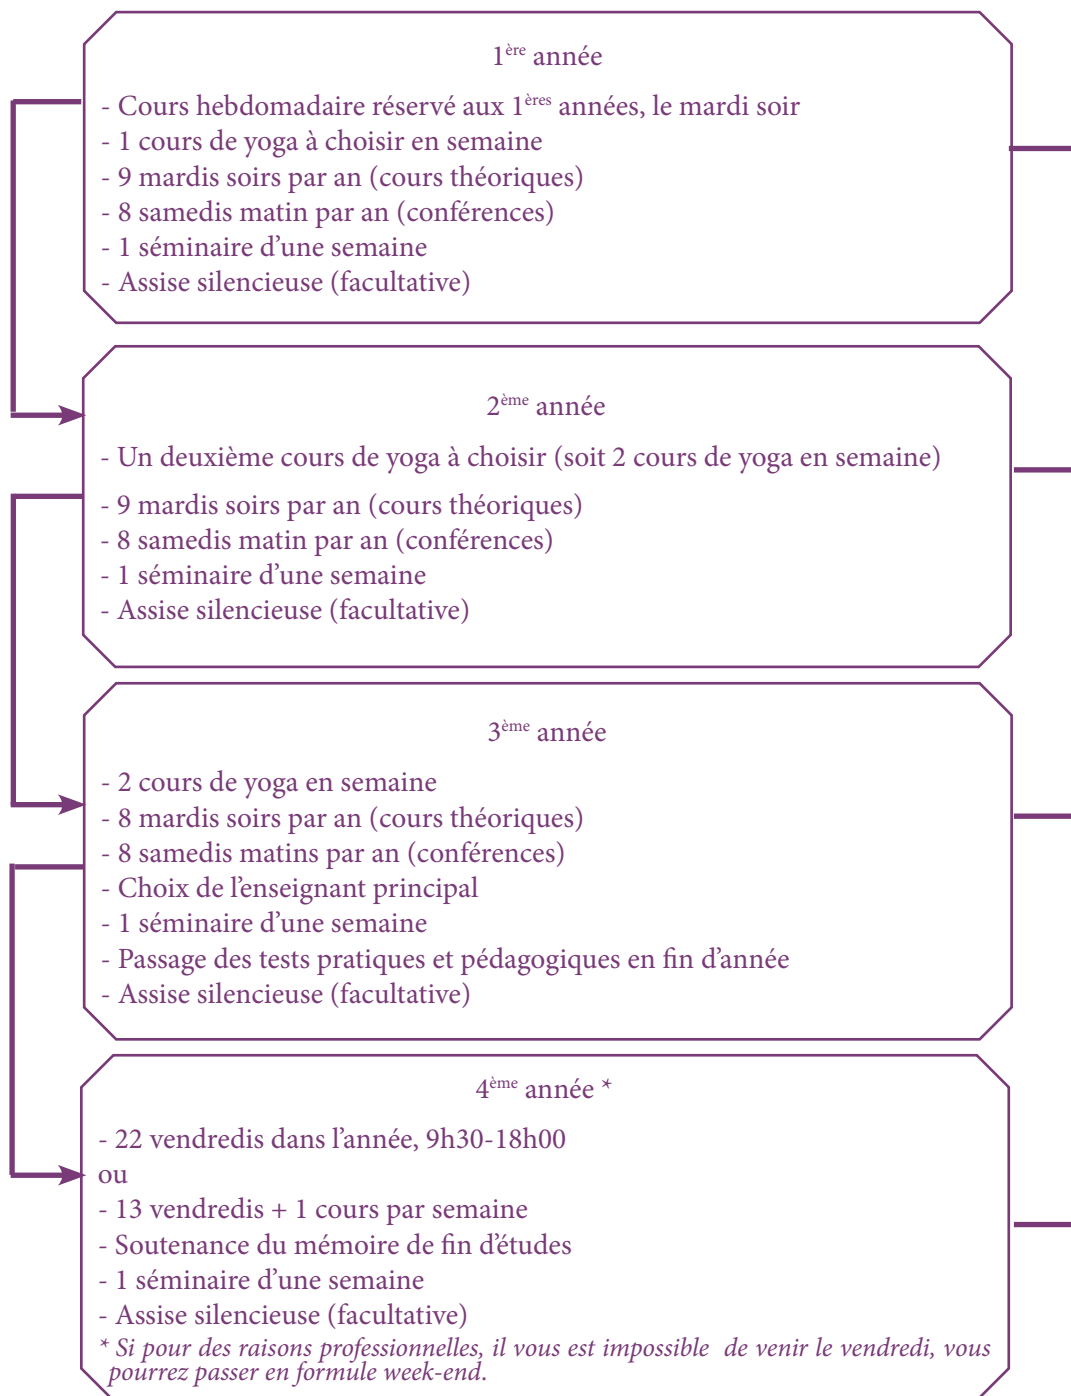 1ère année
- Cours hebdomadaire réservé aux 1ères années, le mardi soir
- 1 cours de yoga à choisir en semaine
- 9 mardis soirs par an (cours théoriques)
- 8 samedis matin par an (conférences)
- 1 séminaire d'une semaine
- Assise silencieuse (facultative)
2ème année
- Un deuxième cours de yoga à choisir (soit 2 cours de yoga en semaine)
- 9 mardis soirs par an (cours théoriques)
- 8 samedis matin par an (conférences)
- 1 séminaire d'une semaine
- Assise silencieuse (facultative)
3ème année
- 2 cours de yoga en semaine
- 8 mardis soirs par an (cours théoriques)
- 8 samedis matins par an (conférences)
- Choix de l'enseignant principal
- 1 séminaire d'une semaine
- Passage des tests pratiques et pédagogiques en fin d'année
- Assise silencieuse (facultative)
4ème année *
- 22 vendredis dans l'année, 9h30-18h00
ou
- 13 vendredis + 1 cours par semaine
- Soutenance du mémoire de fin d'études
- 1 séminaire d'une semaine
- Assise silencieuse (facultative)
* Si pour des raisons professionnelles, il vous est impossible de venir le vendredi, vous
pourrez passer en formule week-end.